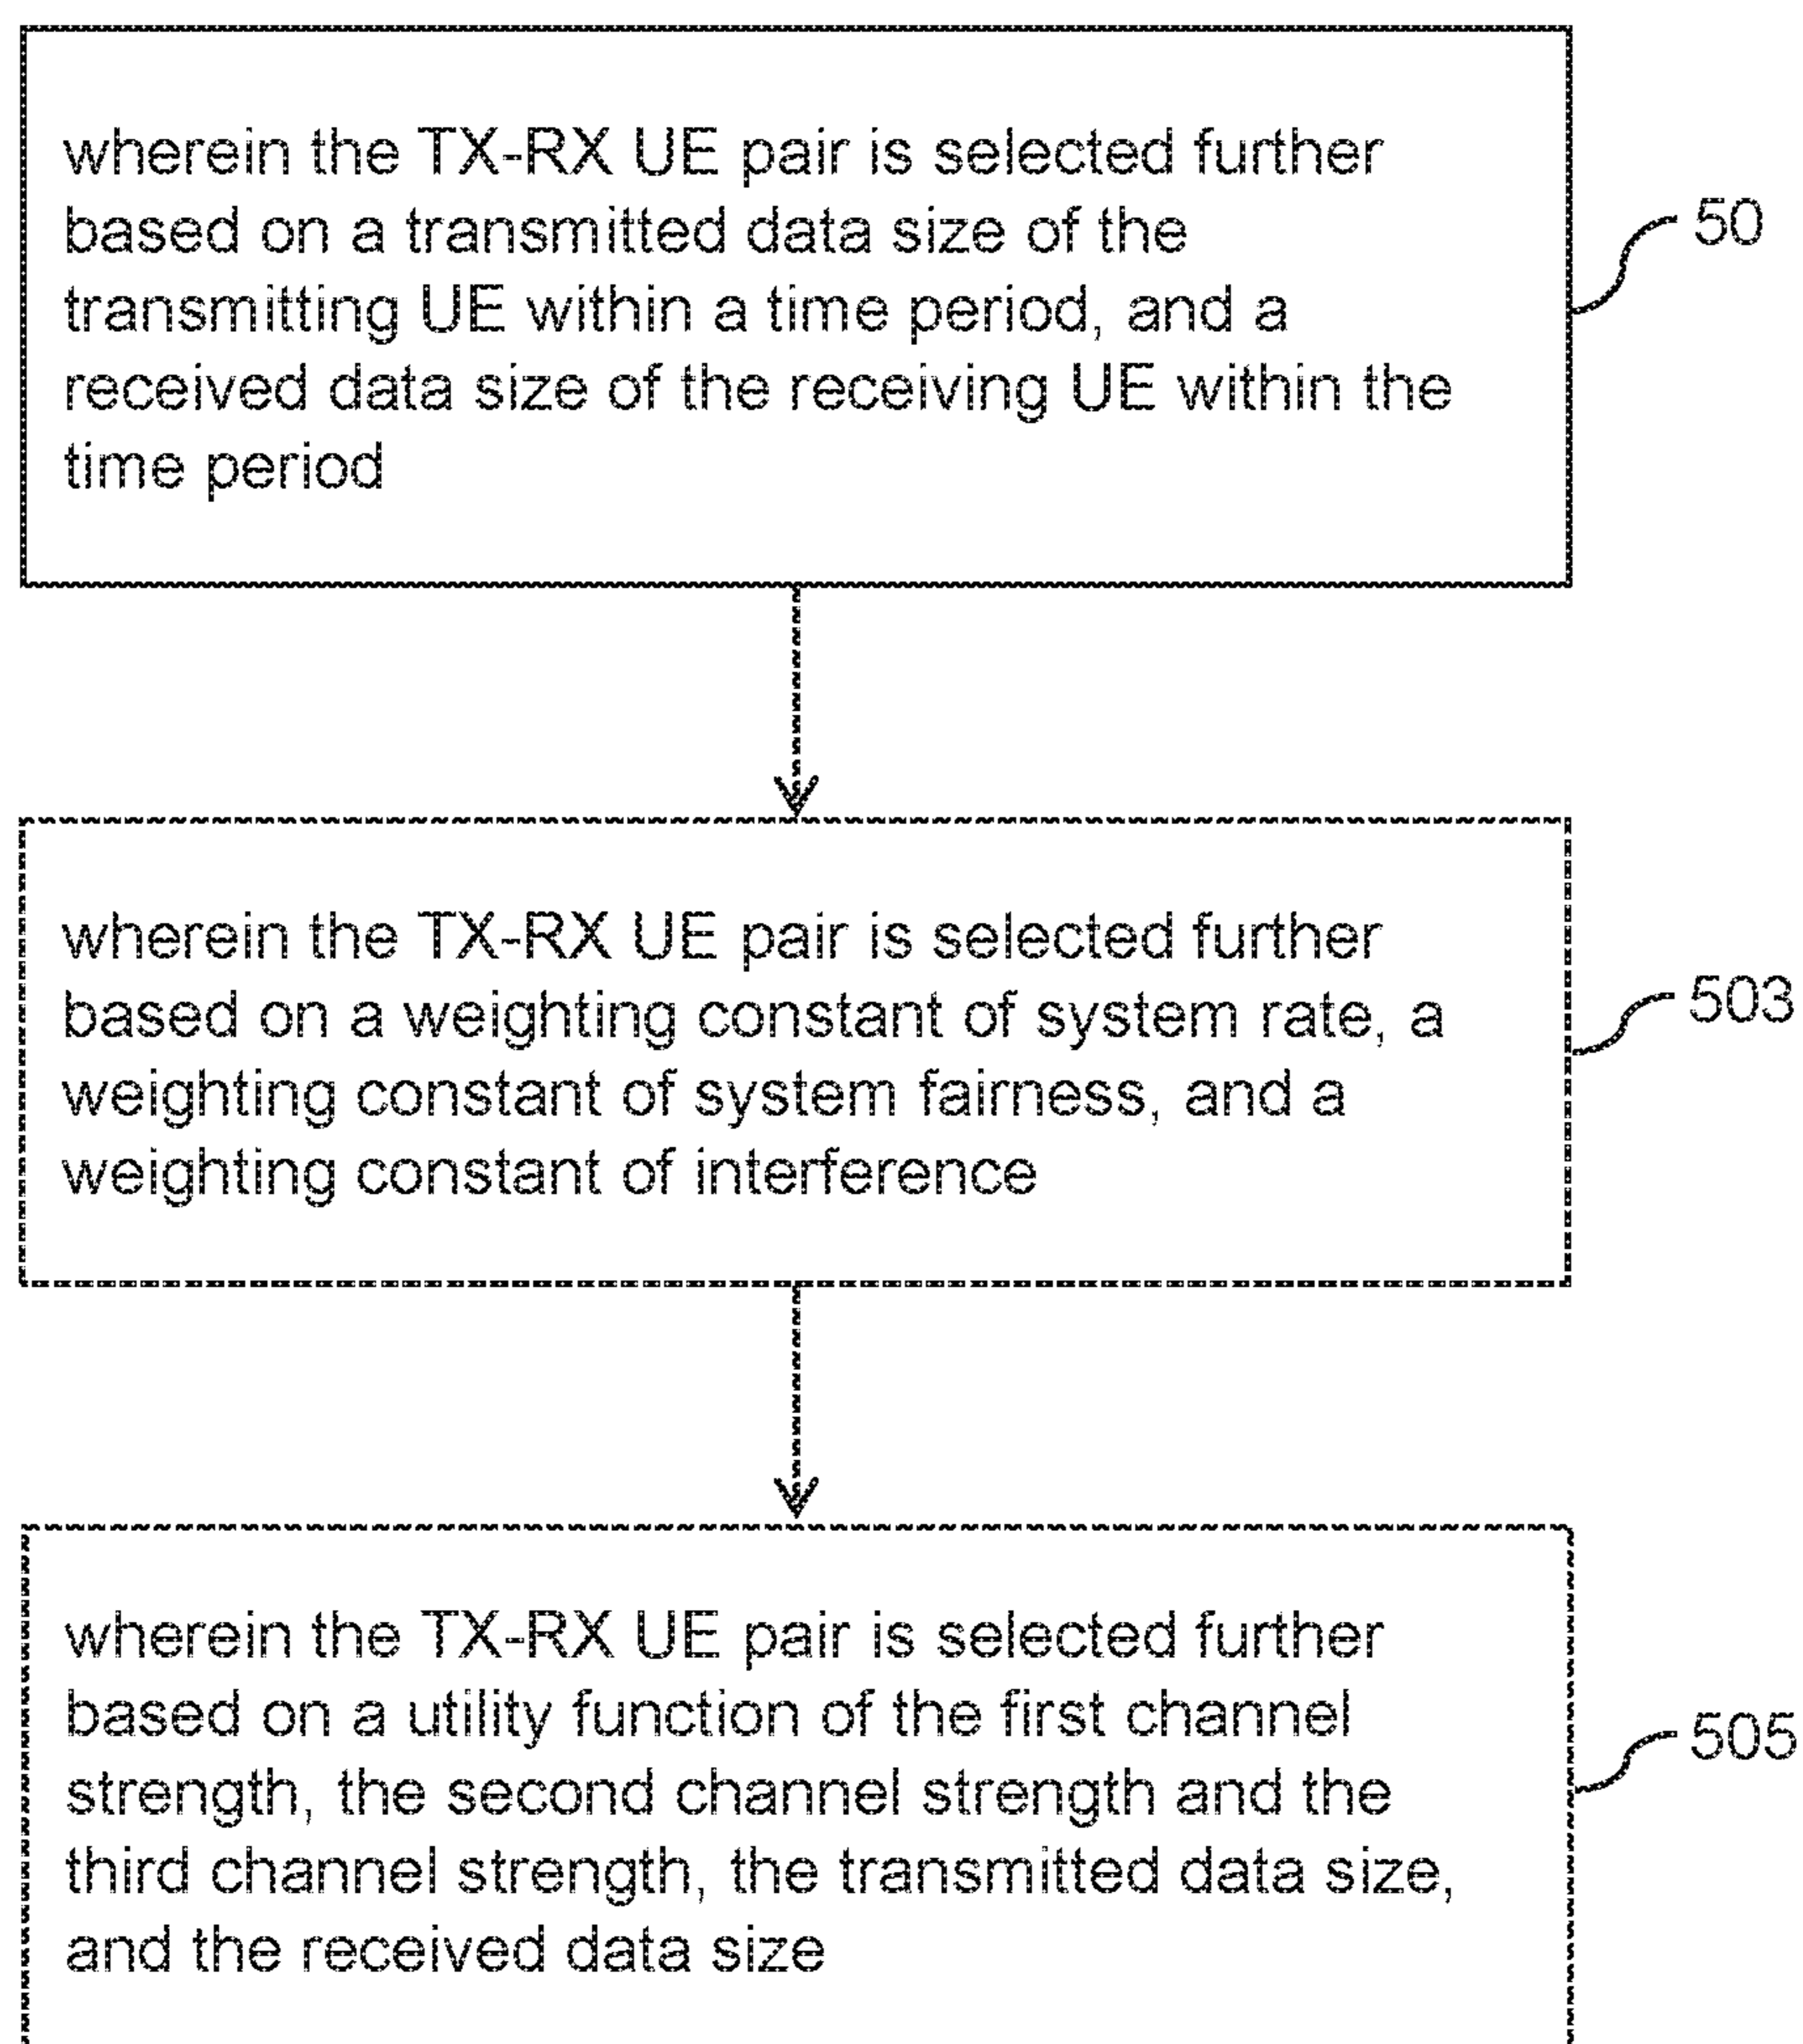 wherein the TX-RX UE pair is selected further
based on a transmitted data size of the
transmitting UE within a time period, and a
received data size of the receiving UE within the
time period
50
wherein the TX-RX UE pair is selected further
based on a weighting constant of system rate, a
weighting constant of system fairness, and a
weighting constant of interference
503
wherein the TX-RX UE pair is selected further
based on a utility function of the first channel
strength, the second channel strength and the
third channel strength, the transmitted data size,
and the received data size
505